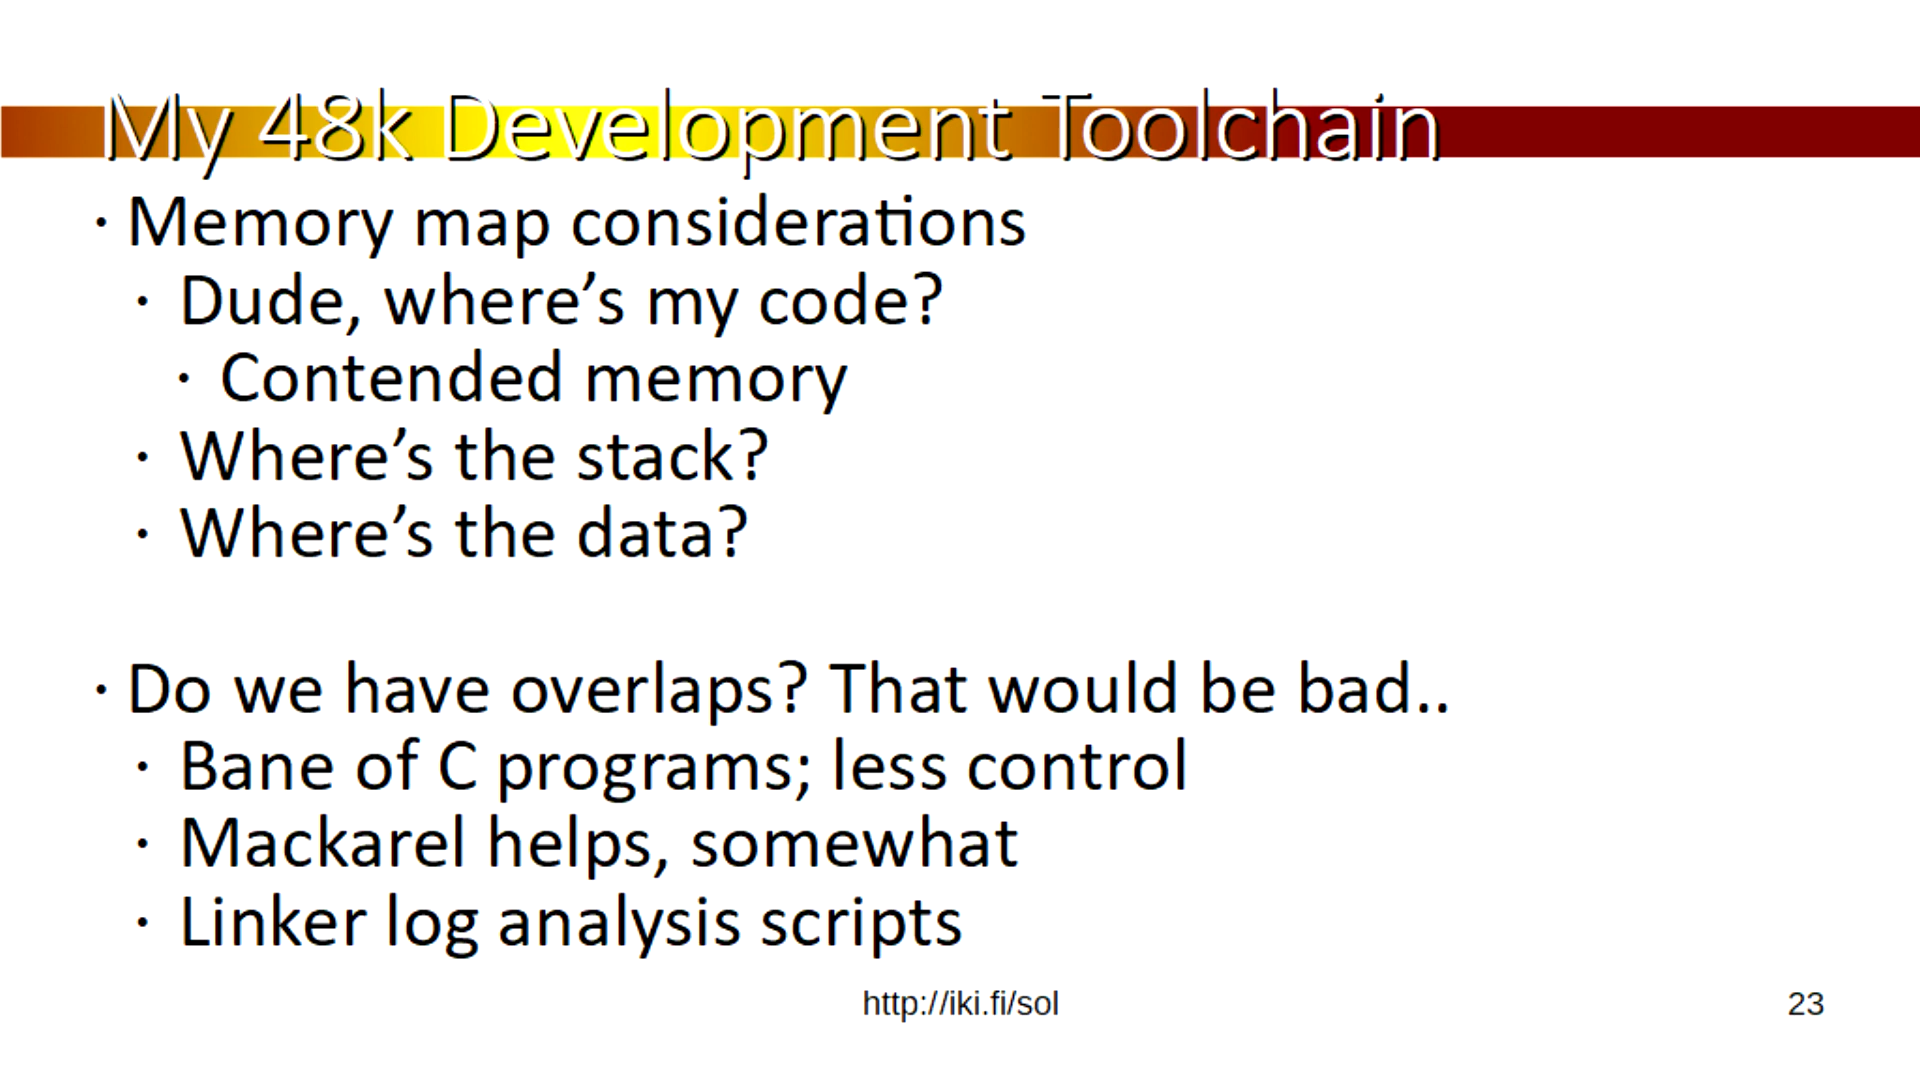 My 48k Development Toolchain
· Memory map considerations
· Dude, where’s my code?
· Contended memory
· Where’s the stack?
· Where’s the data?
· Do we have overlaps? That would be bad..
· Bane of C programs; less control
· Mackarel helps, somewhat
· Linker log analysis scripts
http://iki.fi/sol
23